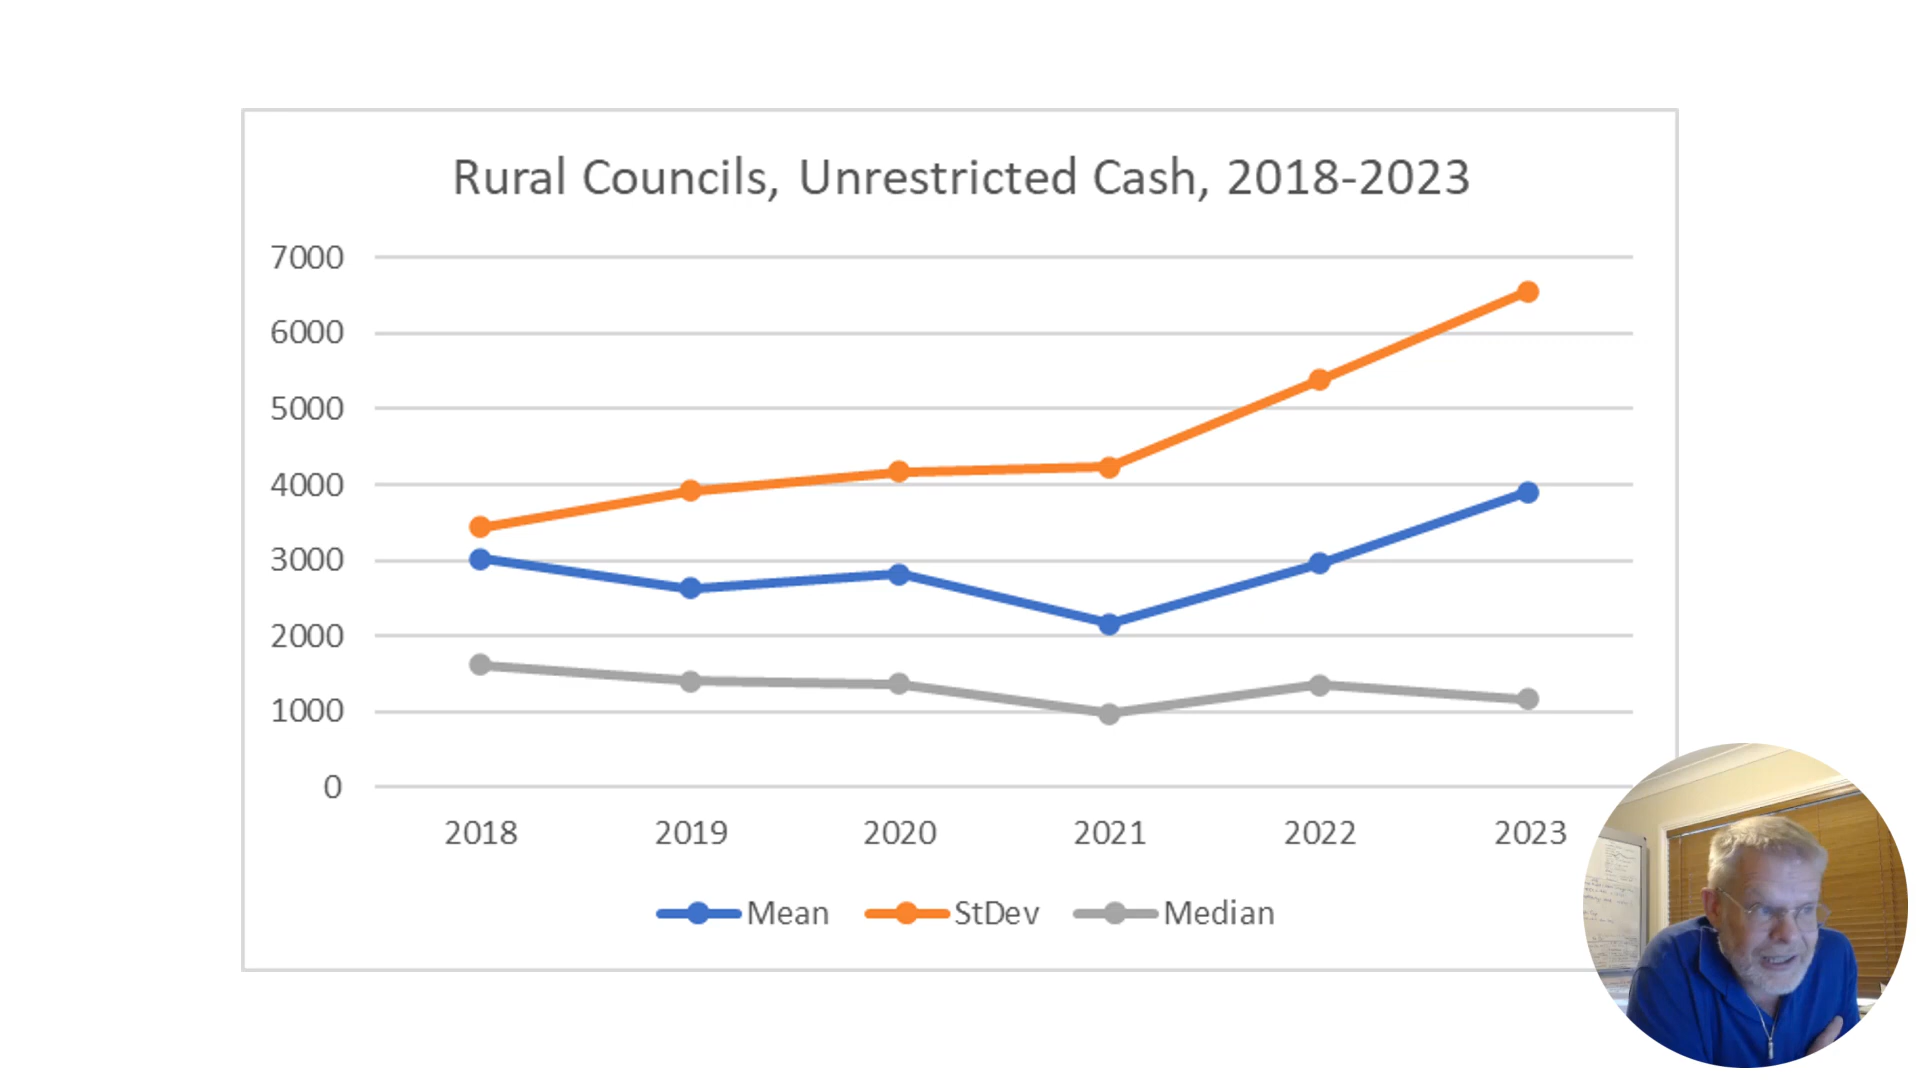 Rural Councils, Unrestricted Cash, 2018-2023
7000
6000
5000
4000
3000
2000
1000
0
2018 2019 2020 2021 2022 2023
Mean StDev Median